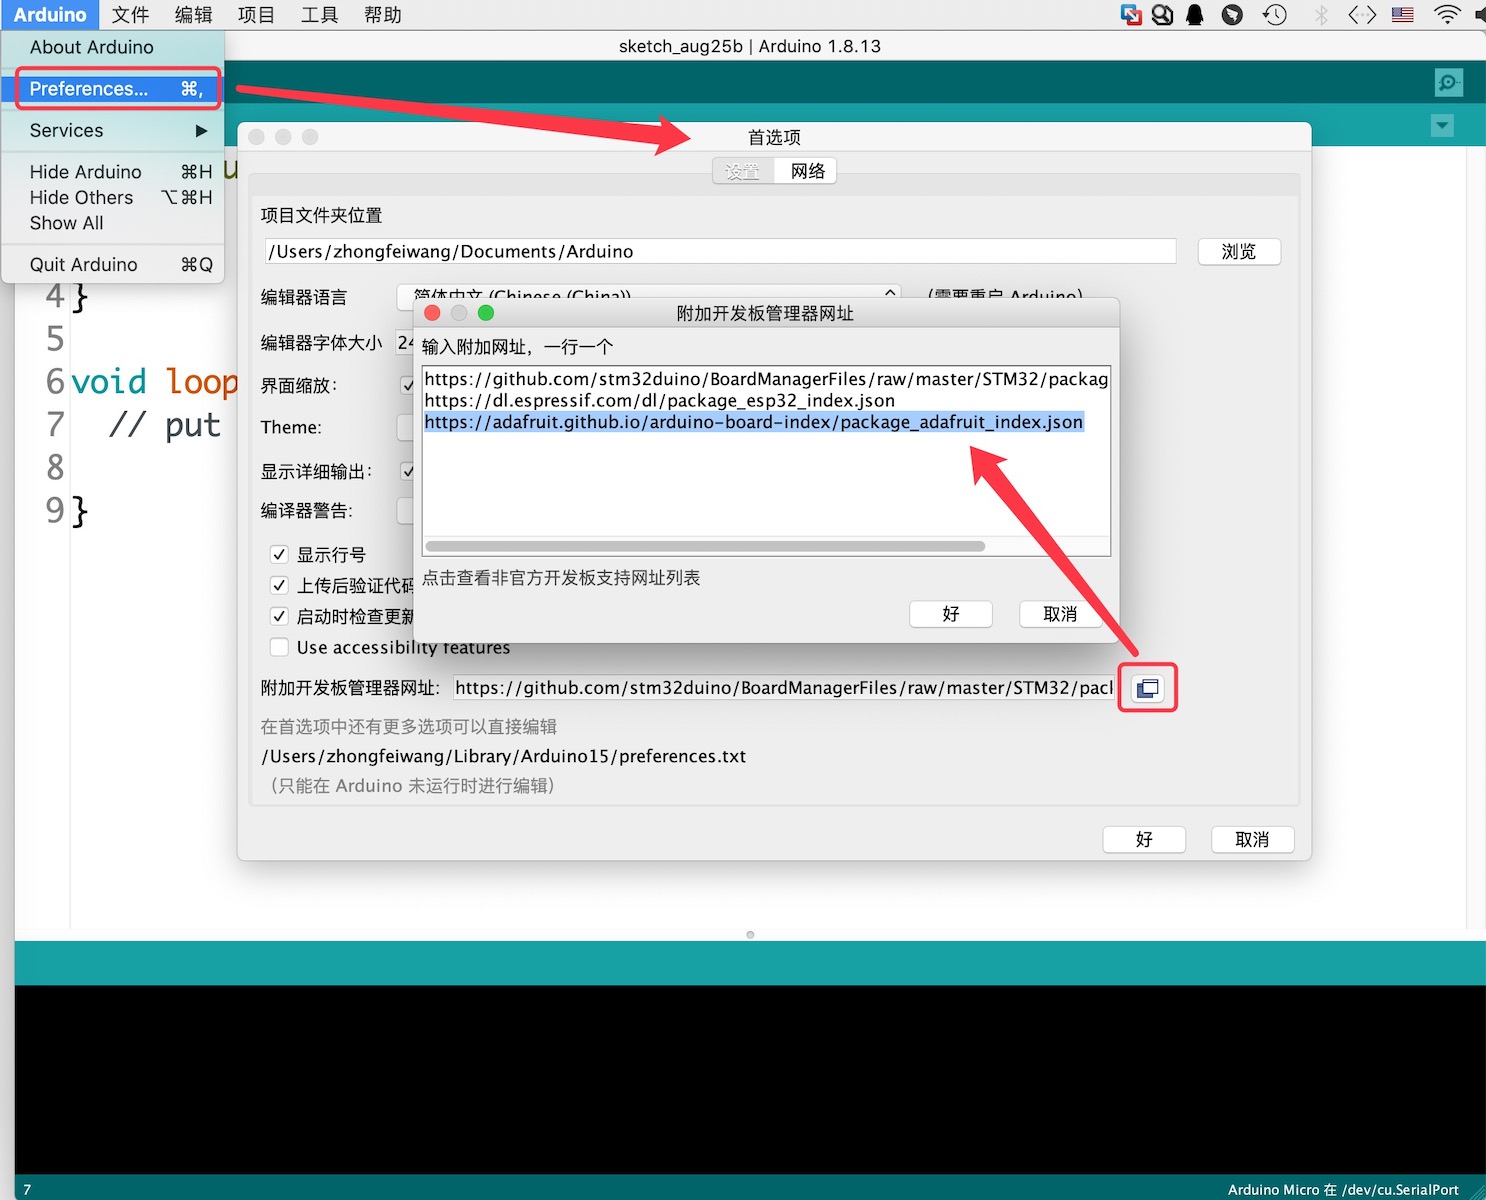 Arduino 文件 编辑 项目 工具 帮助
About Arduino
Preferences... ⌘,
Services ▶
Hide Arduino ⌘H
Hide Others ⌥⌘H
Show All
Quit Arduino ⌘Q
sketch_aug25b | Arduino 1.8.13
首选项
设置 网络
项目文件夹位置
/Users/zhongfeiwang/Documents/Arduino 浏览
编辑器语言 简体中文 (Chinese (China)) (需要重启 Arduino)
编辑器字体大小 24
界面缩放：
Theme:
显示详细输出：
编译器警告:
显示行号
上传后验证代码
启动时检查更新
Use accessibility features
附加开发板管理器网址
输入附加网址，一行一个
https://github.com/stm32duino/BoardManagerFiles/raw/master/STM32/packag
https://dl.espressif.com/dl/package_esp32_index.json
https://adafruit.github.io/arduino-board-index/package_adafruit_index.json
点击查看非官方开发板支持网址列表
好 取消
附加开发板管理器网址: https://github.com/stm32duino/BoardManagerFiles/raw/master/STM32/pack
在首选项中还有更多选项可以直接编辑
/Users/zhongfeiwang/Library/Arduino15/preferences.txt
（只能在 Arduino 未运行时进行编辑）
好 取消
4 }
5
6 void loop
7 // put
8
9 }
7
Arduino Micro 在 /dev/cu.SerialPort